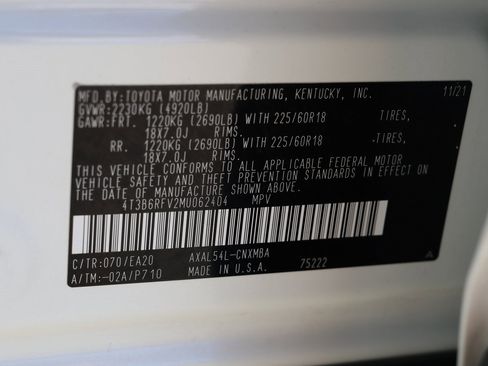 MFD.BY:TOYOTA MOTOR MANUFACTURING, KENTUCKY, INC. 11/21
GVWR:2230KG (4920LB)
GAWR:FRT. 1220KG (2690LB) WITH 225/60R18 TIRES,
18X7.0J RIMS.
RR. 1220KG (2690LB) WITH 225/60R18 TIRES,
18X7.0J RIMS.
THIS VEHICLE CONFORMS TO ALL APPLICABLE FEDERAL MOTOR
VEHICLE SAFETY AND THEFT PREVENTION STANDARDS IN EFFECT ON
THE DATE OF MANUFACTURE SHOWN ABOVE.
4T3B6RFV2MU062404 MPV
C/TR:070/EA20 AXAL54L-CNXMBA
A/TM:-02A/P710 MADE IN U.S.A. 75222